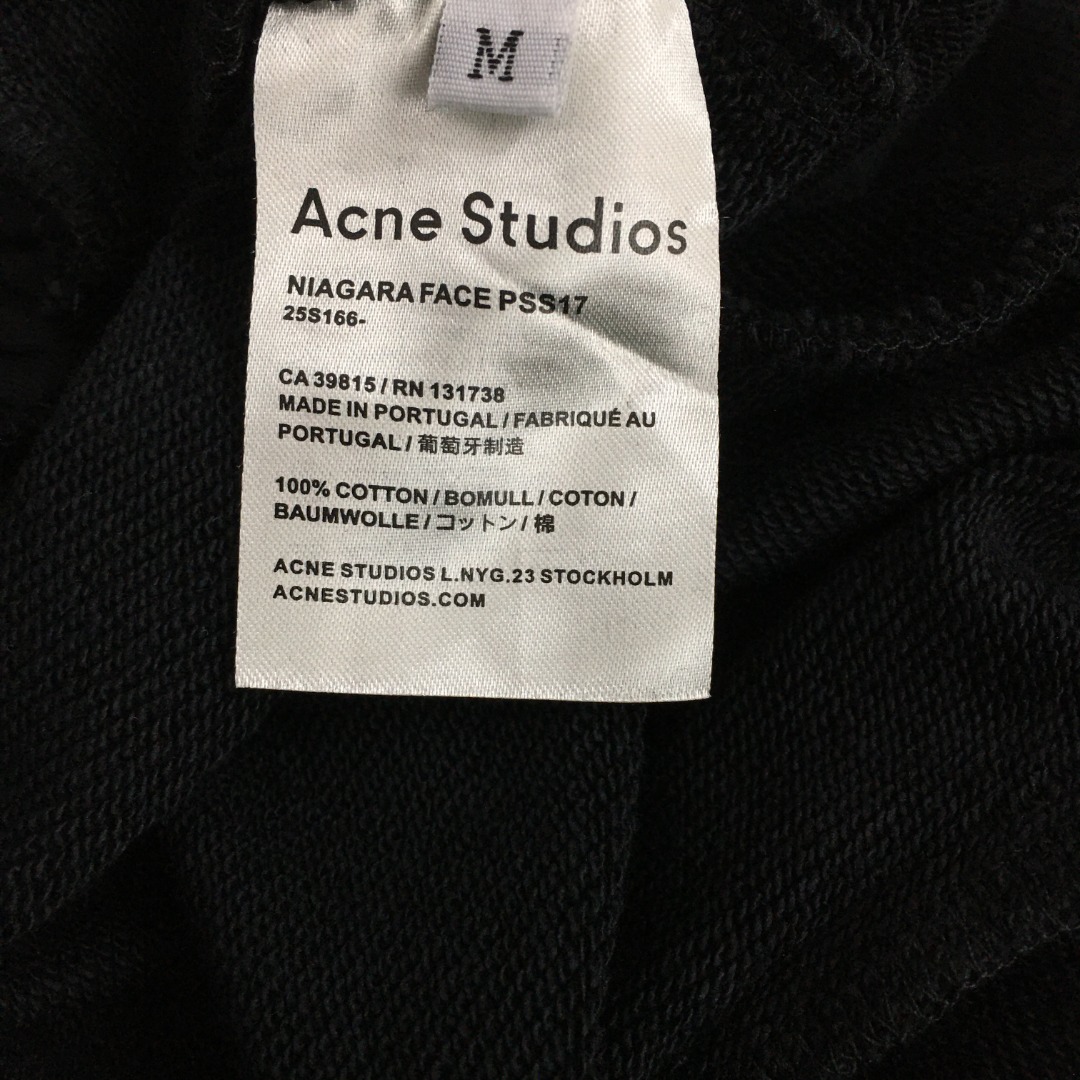 M
Acne Studios
NIAGARA FACE PSS17
25S166-
CA 39815 / RN 131738
MADE IN PORTUGAL / FABRIQUÉ AU
PORTUGAL / 葡萄牙制造
100% COTTON / BOMULL / COTON /
BAUMWOLLE / コットン / 棉
ACNE STUDIOS L.NYG.23 STOCKHOLM
ACNESTUDIOS.COM